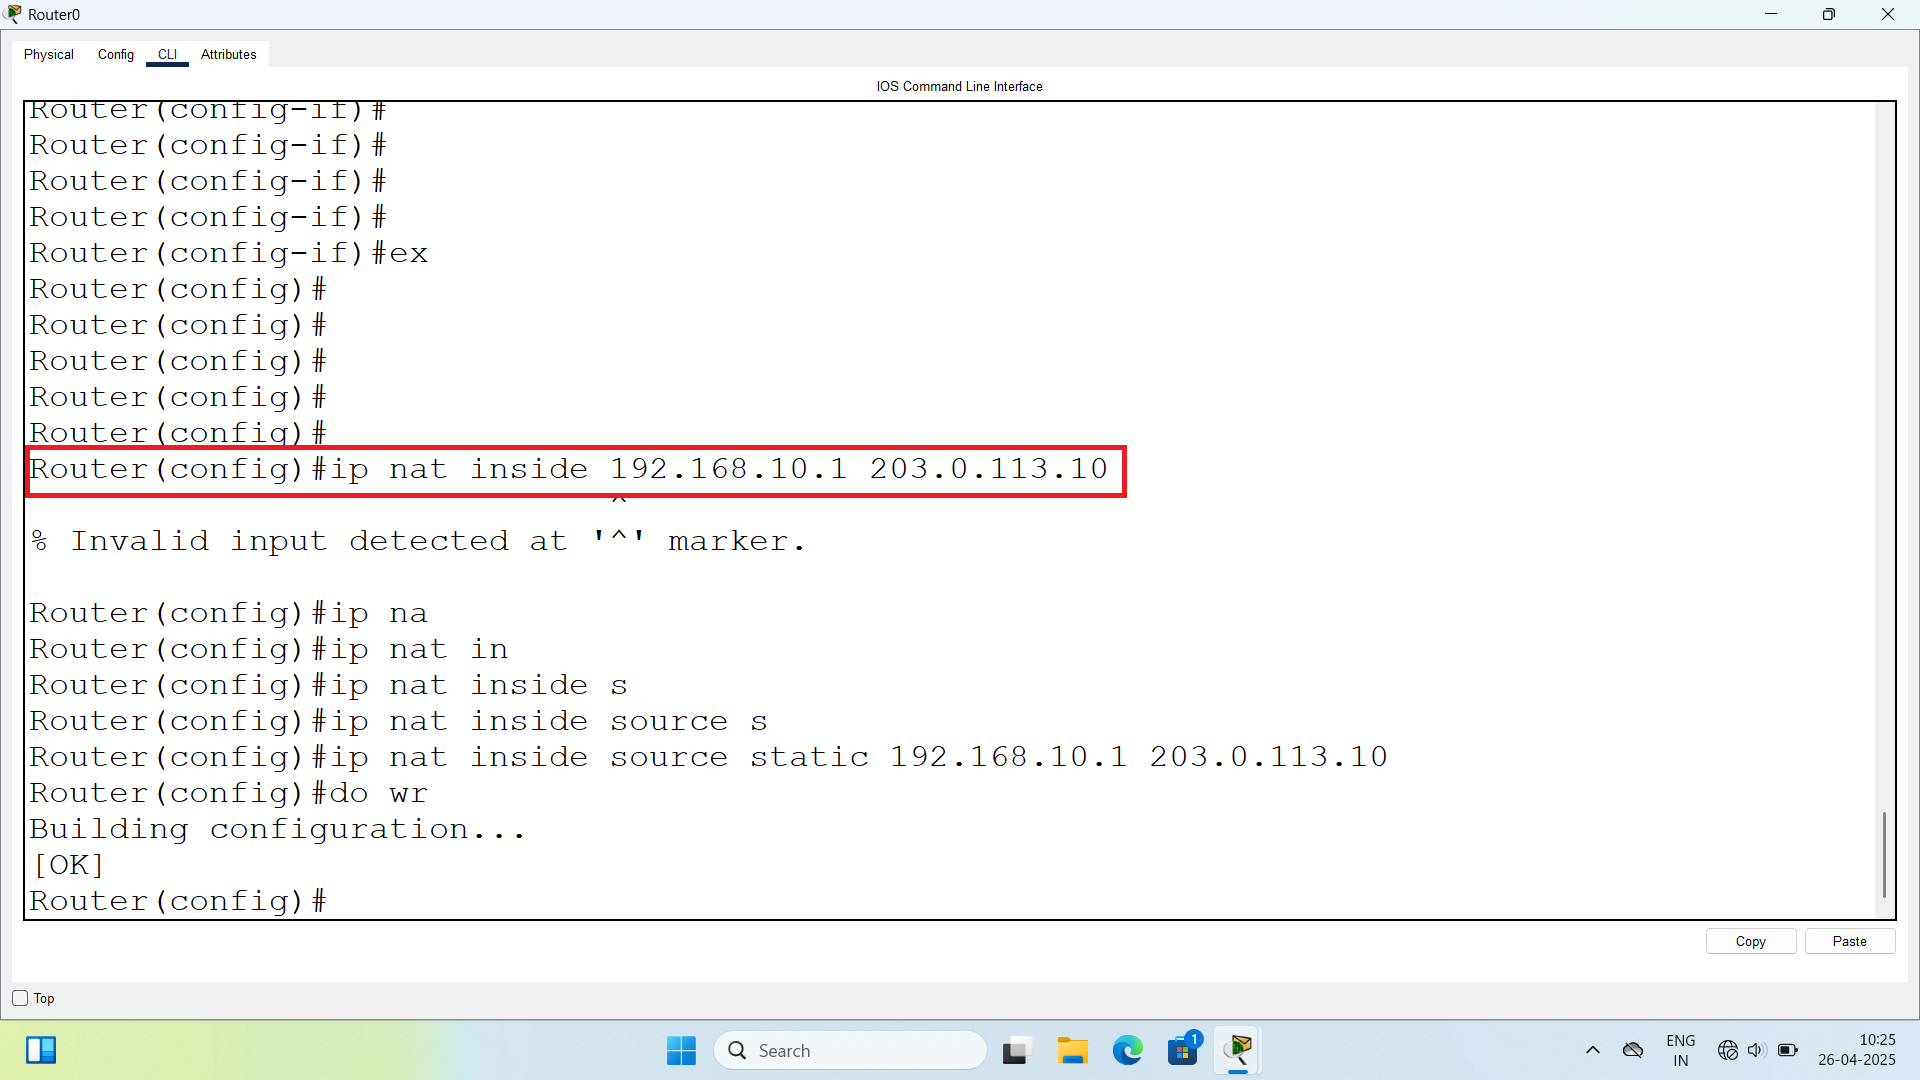 Router0
Physical Config CLI Attributes
IOS Command Line Interface
Router(config-if)#
Router(config-if)#
Router(config-if)#
Router(config-if)#
Router(config-if)#ex
Router(config)#
Router(config)#
Router(config)#
Router(config)#
Router(config)#
Router(config)#ip nat inside 192.168.10.1 203.0.113.10
^
% Invalid input detected at '^' marker.
Router(config)#ip na
Router(config)#ip nat in
Router(config)#ip nat inside s
Router(config)#ip nat inside source s
Router(config)#ip nat inside source static 192.168.10.1 203.0.113.10
Router(config)#do wr
Building configuration...
[OK]
Router(config)#
Copy Paste
Top
Search
1
ENG
IN
10:25
26-04-2025